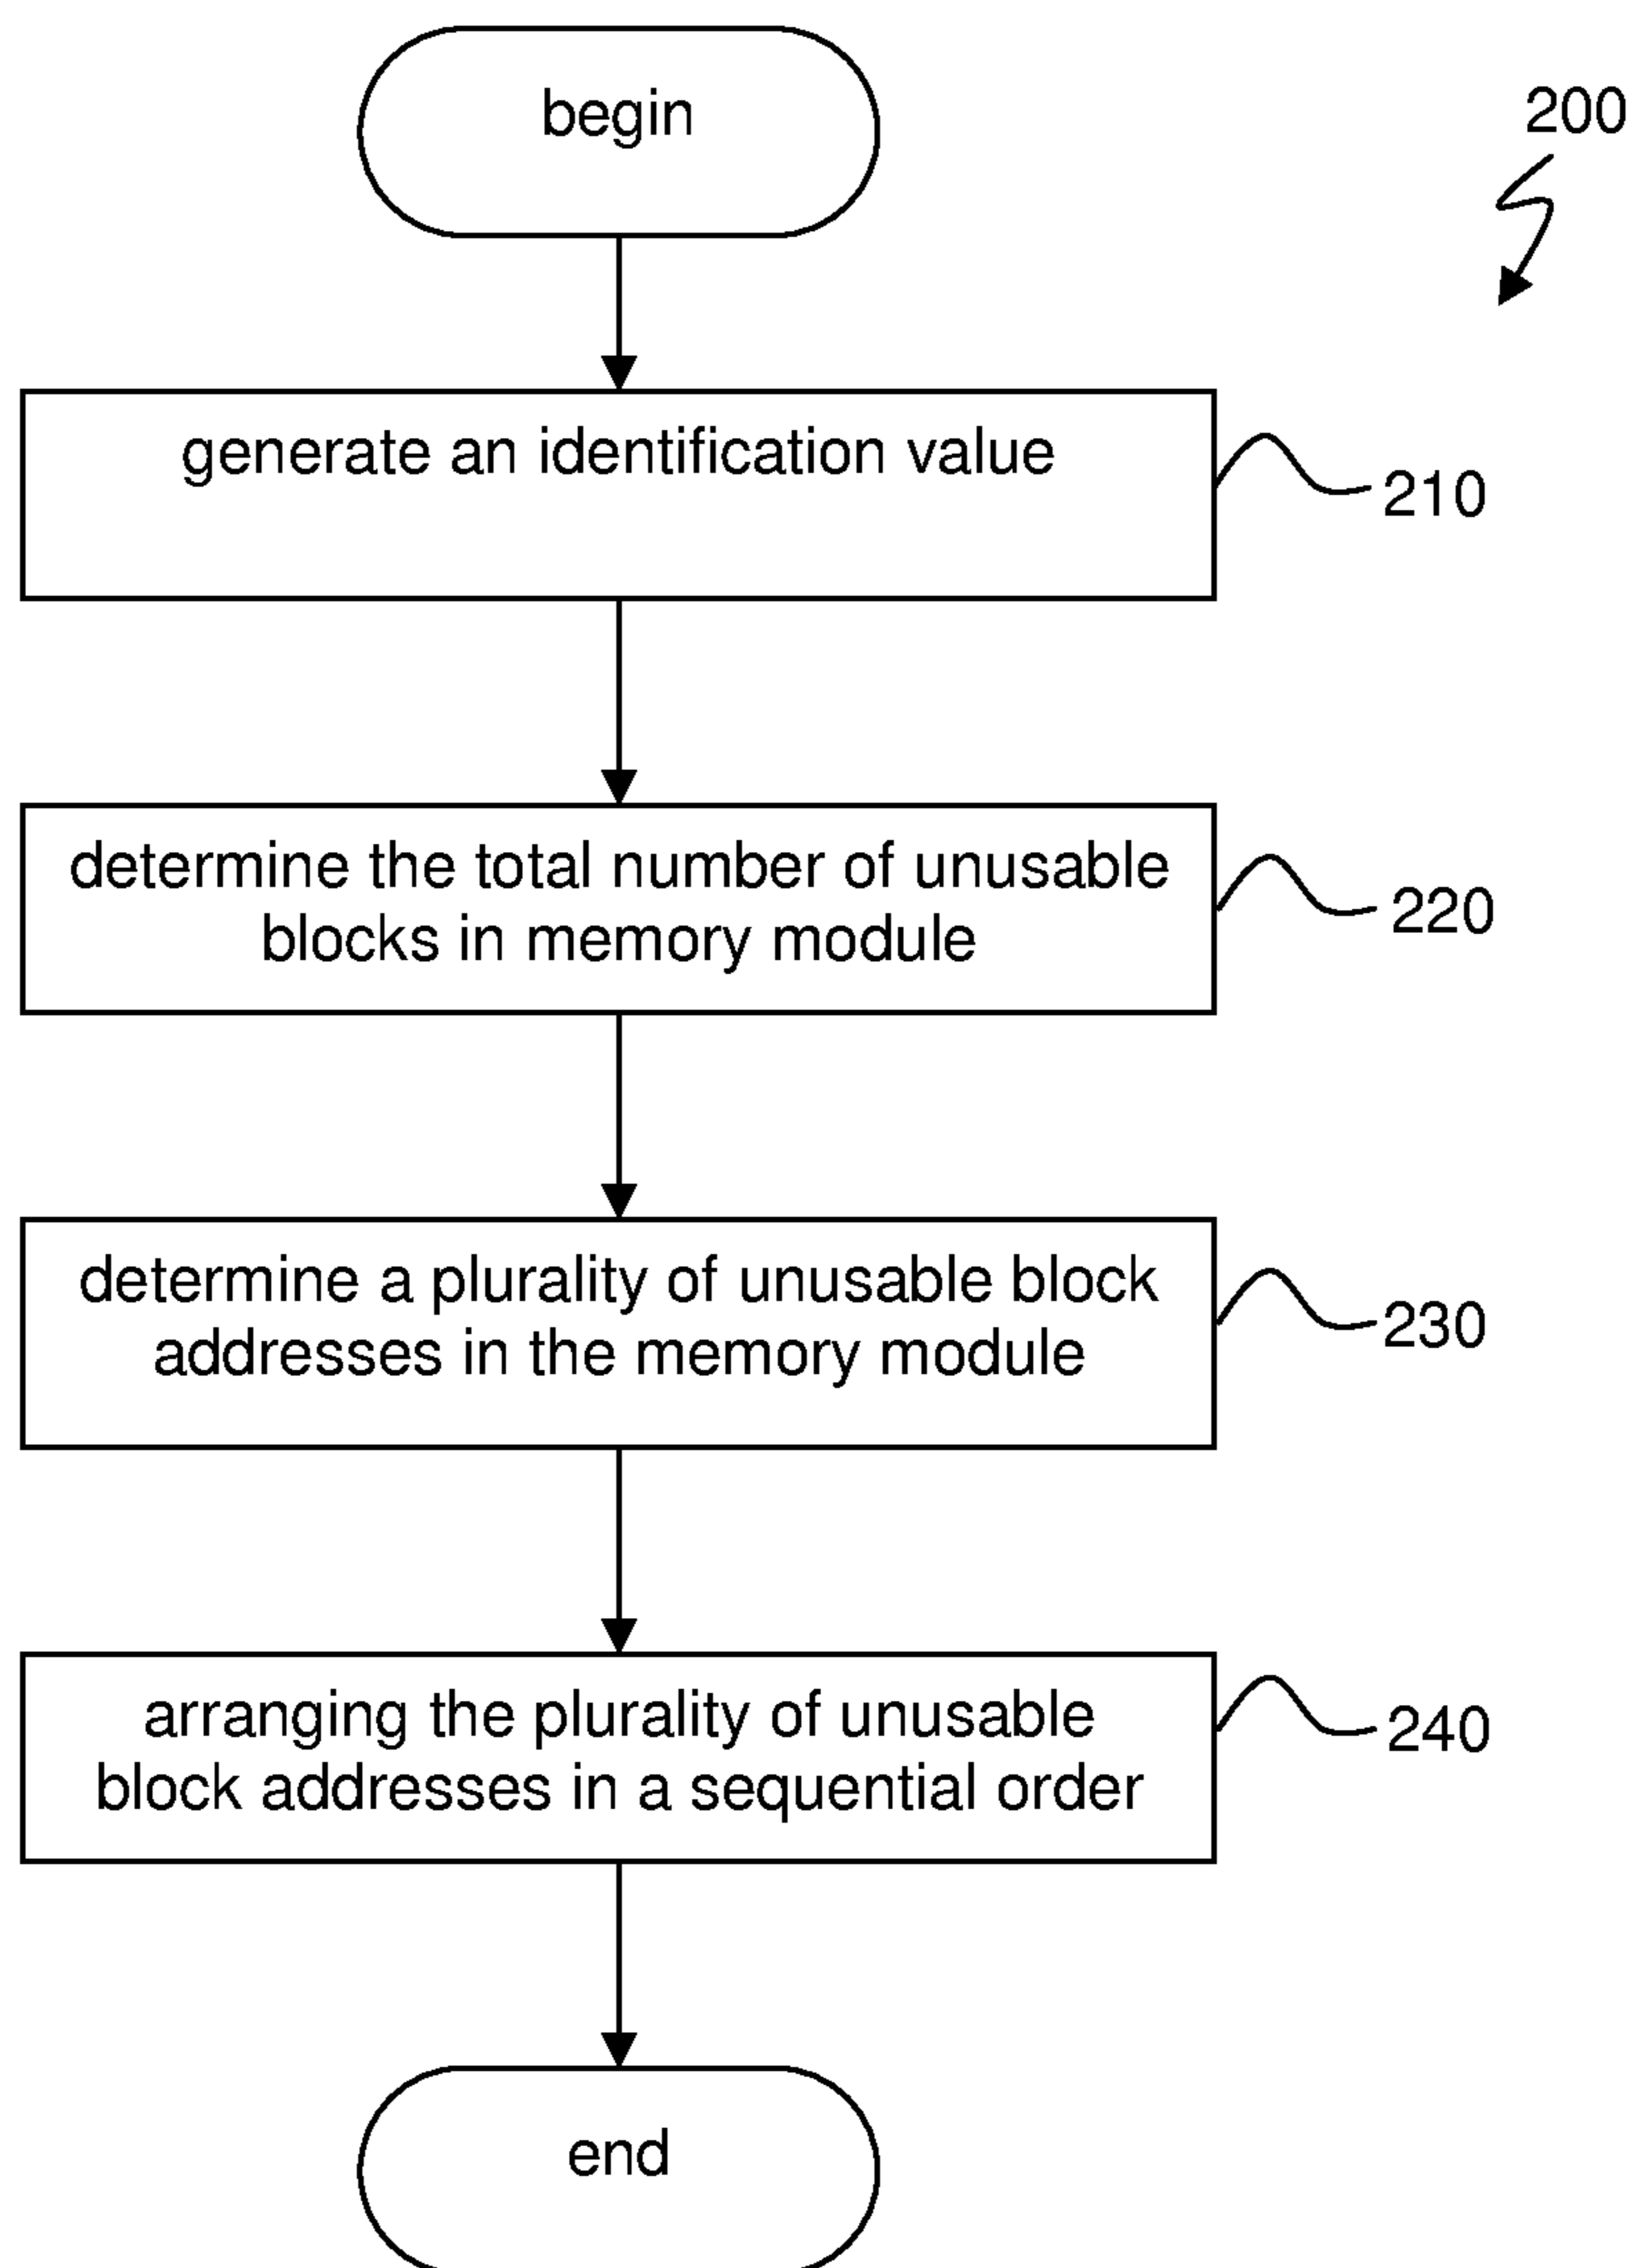 begin
200
generate an identification value
210
determine the total number of unusable
blocks in memory module
220
determine a plurality of unusable block
addresses in the memory module
230
arranging the plurality of unusable
block addresses in a sequential order
240
end